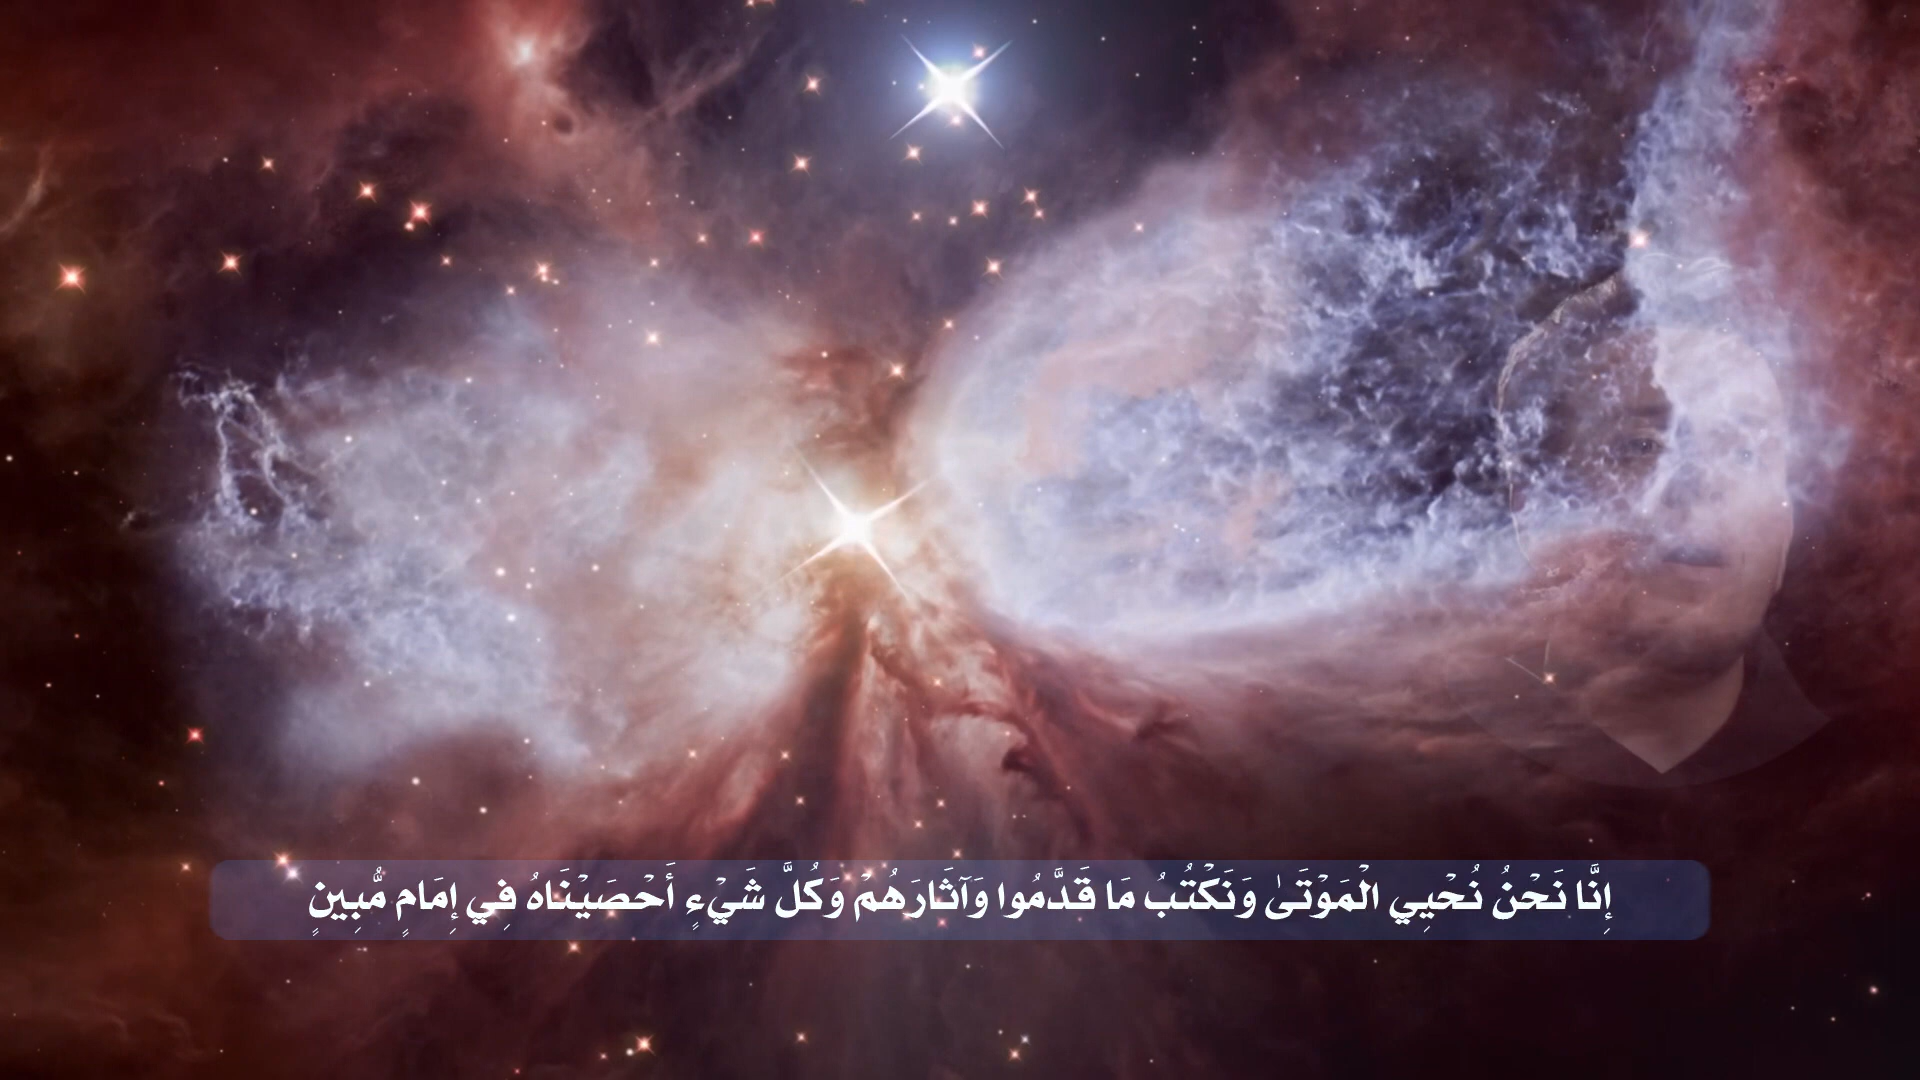 إِنَّا نَحْنُ نُحْيِي الْمَوْتَىٰ وَنَكْتُبُ مَا قَدَّمُوا وَآثَارَهُمْ وَكُلَّ شَيْءٍ أَحْصَيْنَاهُ فِي إِمَامٍ مُّبِينٍ